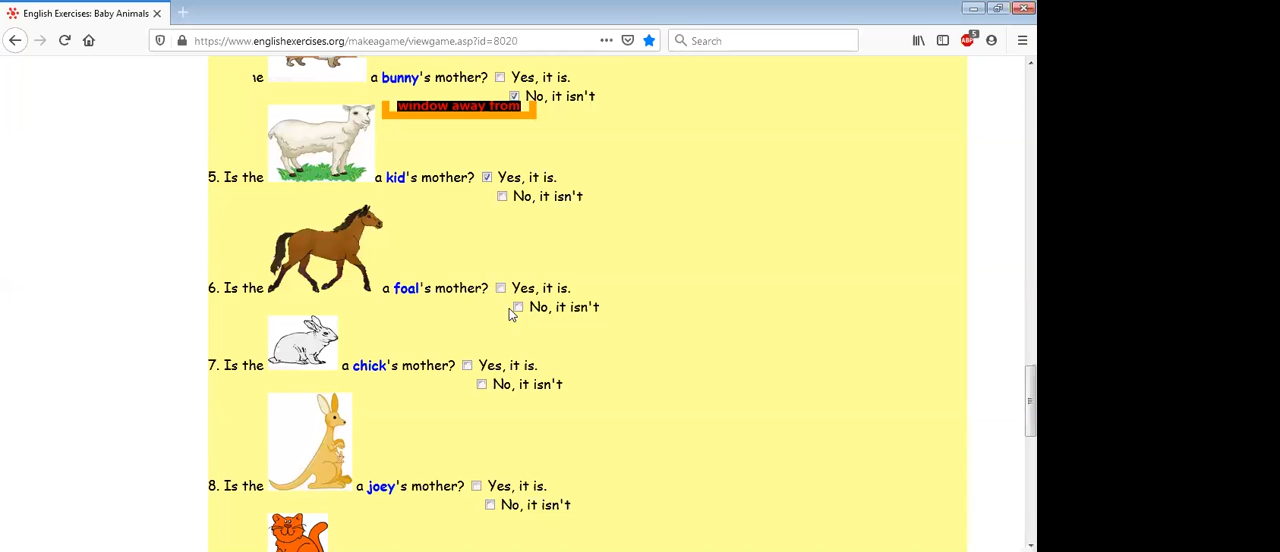 English Exercises: Baby Animals
https://www.englishexercises.org/makeagame/viewgame.asp?id=8020
Search
5
ABP
a bunny's mother? Yes, it is.
No, it isn't
window away from
5. Is the a kid's mother? Yes, it is.
No, it isn't
6. Is the a foal's mother? Yes, it is.
No, it isn't
7. Is the a chick's mother? Yes, it is.
No, it isn't
8. Is the a joey's mother? Yes, it is.
No, it isn't